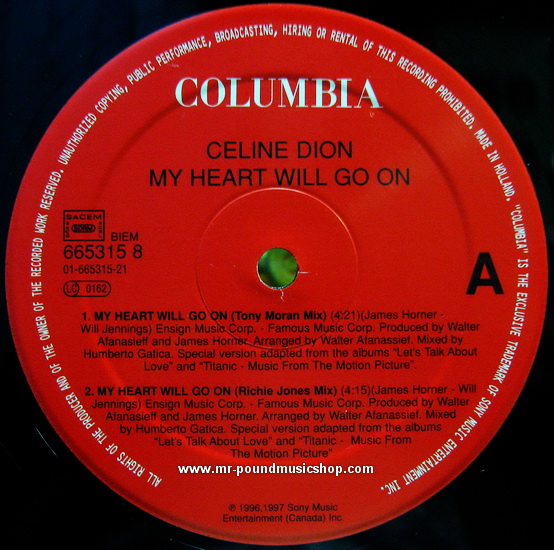 ALL RIGHTS OF THE PRODUCER AND OF THE OWNER OF THE RECORDED WORK RESERVED. UNAUTHORIZED COPYING, PUBLIC PERFORMANCE, BROADCASTING, HIRING OR RENTAL OF THIS RECORDING PROHIBITED. MADE IN HOLLAND. "COLUMBIA" IS THE EXCLUSIVE TRADEMARK OF SONY MUSIC ENTERTAINMENT INC.
COLUMBIA
CELINE DION
MY HEART WILL GO ON
SACEM
SDRM
BIEM
665315 8
01-665315-21
LC 0162
A
1. MY HEART WILL GO ON (Tony Moran Mix) (4:21)(James Horner -
Will Jennings) Ensign Music Corp. - Famous Music Corp. Produced by Walter
Afanasieff and James Horner. Arranged by Walter Afanassief. Mixed by
Humberto Gatica. Special version adapted from the albums "Let's Talk About
Love" and "Titanic - Music From The Motion Picture".
2. MY HEART WILL GO ON (Richie Jones Mix) (4:15)(James Horner - Will
Jennings) Ensign Music Corp. - Famous Music Corp. Produced by Walter
Afanasieff and James Horner. Arranged by Walter Afanassief. Mixed
by Humberto Gatica. Special version adapted from the albums
"Let's Talk About Love" and "Titanic - Music From
The Motion Picture"
www.mr-poundmusicshop.com
℗ 1996,1997 Sony Music
Entertainment (Canada) Inc.